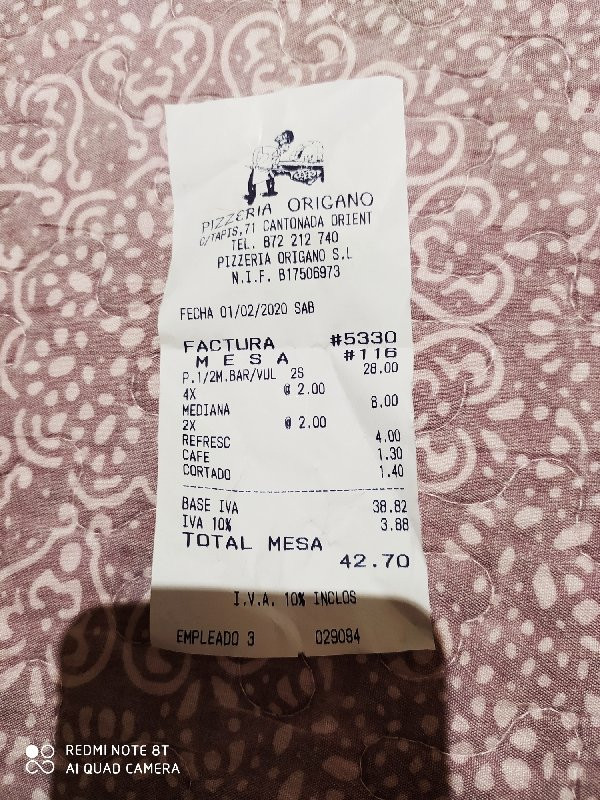 PIZZERIA ORIGANO
C/TAPIS,71 CANTONADA ORIENT
TEL. 872 212 740
PIZZERIA ORIGANO S.L
N.I.F. B17506973
FECHA 01/02/2020 SAB
FACTURA #5330
MESA #116
P.1/2M.BAR/VUL 2S 28.00
4X @ 2.00
MEDIANA 8.00
2X @ 2.00
REFRESC 4.00
CAFE 1.30
CORTADO 1.40
BASE IVA 38.82
IVA 10% 3.88
TOTAL MESA
42.70
I.V.A. 10% INCLOS
EMPLEADO 3 029084
REDMI NOTE 8T
AI QUAD CAMERA